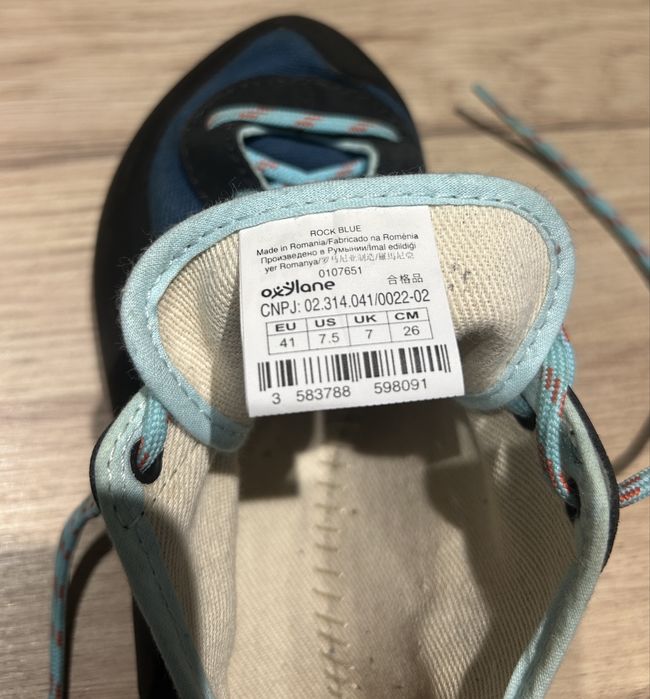 ROCK BLUE
Made in Romania/Fabricado na Romênia
Произведено в Румынии/İmal edildiği
yer Romanya/罗马尼亚制造/羅馬尼亞
0107651
oxylane 合格品
CNPJ: 02.314.041/0022-02
EU US UK CM
41 7.5 7 26
3 583788 598091